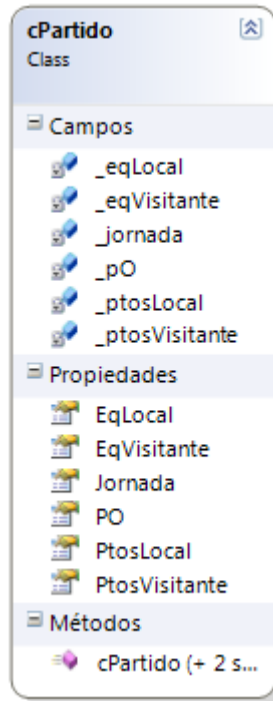 cPartido
Class
Campos
_eqLocal
_eqVisitante
_jornada
_pO
_ptosLocal
_ptosVisitante
Propiedades
EqLocal
EqVisitante
Jornada
PO
PtosLocal
PtosVisitante
Métodos
cPartido (+ 2 s...